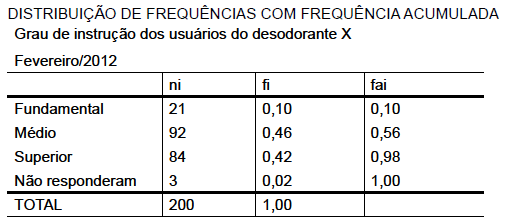 DISTRIBUIÇÃO DE FREQUÊNCIAS COM FREQUÊNCIA ACUMULADA
Grau de instrução dos usuários do desodorante X
Fevereiro/2012
ni fi fai
Fundamental 21 0,10 0,10
Médio 92 0,46 0,56
Superior 84 0,42 0,98
Não responderam 3 0,02 1,00
TOTAL 200 1,00